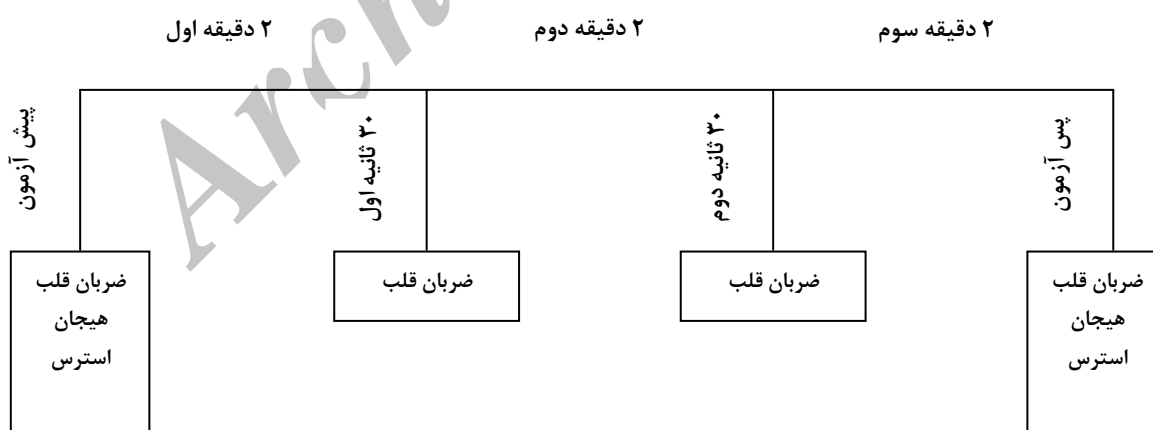 ۲ دقیقه اول
۲ دقیقه دوم
۲ دقیقه سوم
پیش آزمون
۳۰ ثانیه اول
۳۰ ثانیه دوم
پس آزمون
ضربان قلب
هیجان
استرس
ضربان قلب
ضربان قلب
ضربان قلب
هیجان
استرس